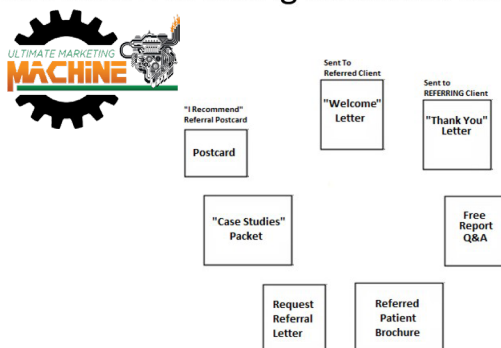 ULTIMATE MARKETING
MACHINE
Sent To
Referred Client
"Welcome"
Letter
Sent to
REFERRING Client
"Thank You"
Letter
"I Recommend"
Referral Postcard
Postcard
"Case Studies"
Packet
Free
Report
Q&A
Request
Referral
Letter
Referred
Patient
Brochure